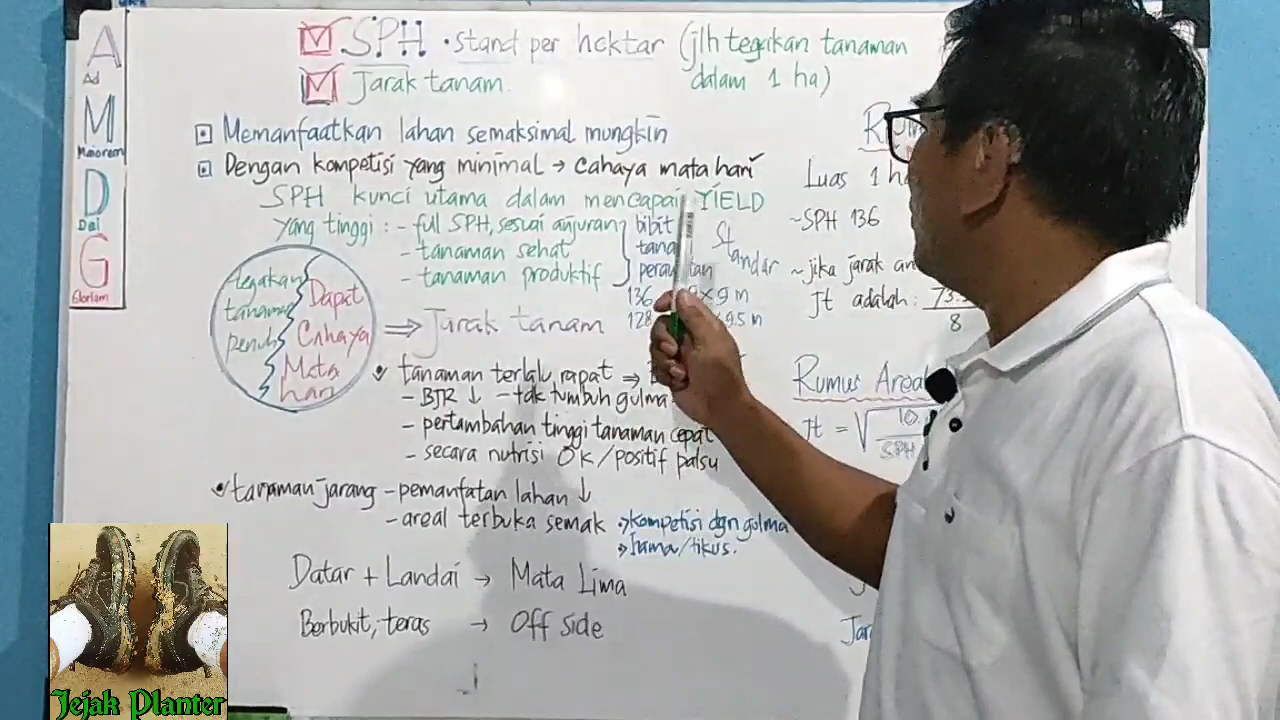 A
Ad
M
Maiorem
D
Dei
G
Gloriam
SPH • stand per hektar (jlh tegakan tanaman
dalam 1 ha)
Jarak tanam.
Memanfaatkan lahan semaksimal mungkin
Dengan kompetisi yang minimal → cahaya matahari
SPH kunci utama dalam mencapai YIELD
yang tinggi : - full SPH, sesuai anjuran
- tanaman sehat
- tanaman produktif
bibit
Standar
136
9 m
128
9.5 m
tegakan
tanaman
penuh
Dapat
Cahaya
Mata
hari
⇒ Jarak tanam
tanaman terlalu rapat ⇒
- BJR ↓ - tdk tumbuh gulma
- pertambahan tinggi tanaman cepat
- secara nutrisi OK/positif palsu
tanaman jarang - pemanfatan lahan ↓
- areal terbuka semak
kompetisi dgn gulma
hama/tikus.
Datar + Landai → Mata Lima
Berbukit, teras → Off side
Luas 1 ha
~SPH 136
~jika jarak
Jt adalah :
8
Rumus Areal
Jt = √
SPH
Jejak Planter